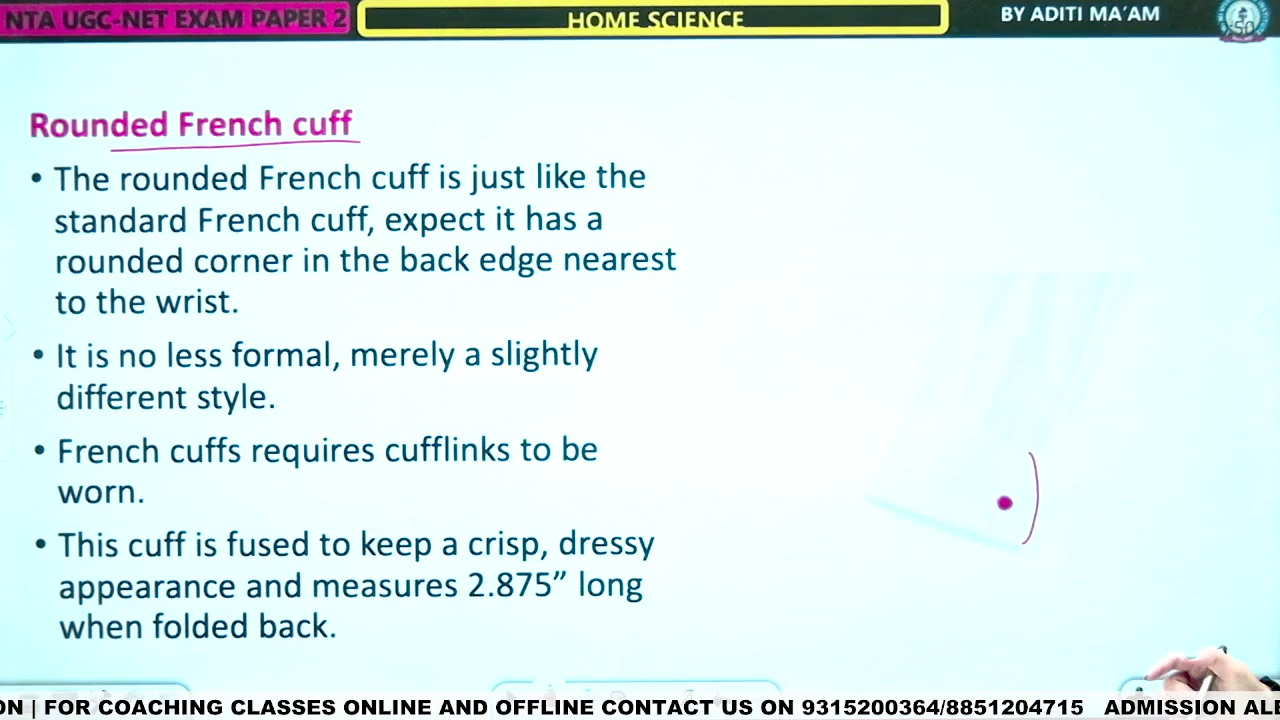 NTA UGC-NET EXAM PAPER 2
HOME SCIENCE
BY ADITI MA'AM
Rounded French cuff
• The rounded French cuff is just like the
standard French cuff, expect it has a
rounded corner in the back edge nearest
to the wrist.
• It is no less formal, merely a slightly
different style.
• French cuffs requires cufflinks to be
worn.
• This cuff is fused to keep a crisp, dressy
appearance and measures 2.875” long
when folded back.
ON | FOR COACHING CLASSES ONLINE AND OFFLINE CONTACT US ON 9315200364/8851204715 ADMISSION ALE